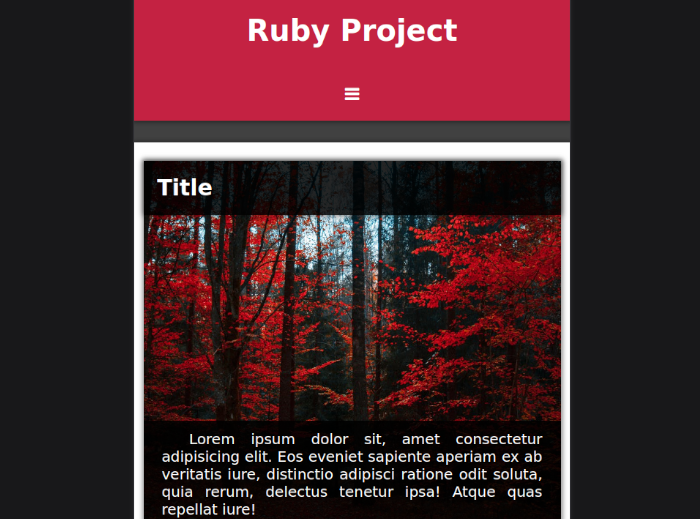 Ruby Project
Title
Lorem ipsum dolor sit, amet consectetur
adipisicing elit. Eos eveniet sapiente aperiam ex ab
veritatis iure, distinctio adipisci ratione odit soluta,
quia rerum, delectus tenetur ipsa! Atque quas
repellat iure!